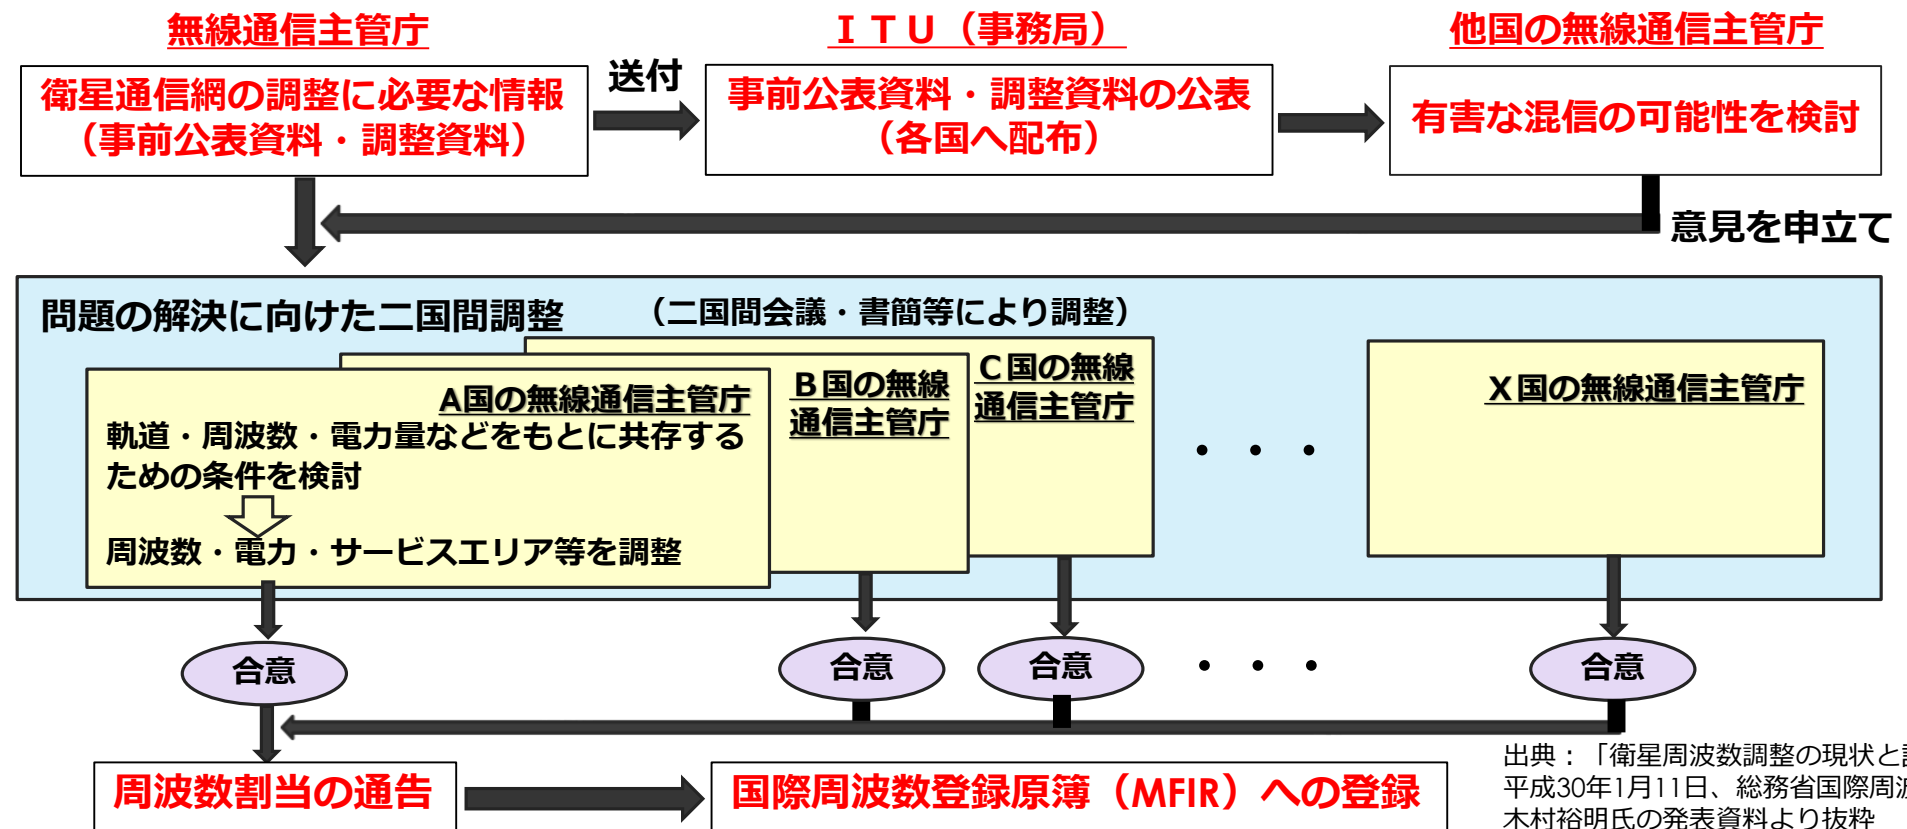 無線通信主管庁
ＩＴＵ（事務局）
他国の無線通信主管庁
衛星通信網の調整に必要な情報
（事前公表資料・調整資料）
送付
事前公表資料・調整資料の公表
（各国へ配布）
有害な混信の可能性を検討
意見を申立て
問題の解決に向けた二国間調整
（二国間会議・書簡等により調整）
A国の無線通信主管庁
軌道・周波数・電力量などをもとに共存する
ための条件を検討
周波数・電力・サービスエリア等を調整
Ｂ国の無線
通信主管庁
Ｃ国の無線
通信主管庁
・・・
Ｘ国の無線通信主管庁
合意
合意
合意
・・・
合意
周波数割当の通告
国際周波数登録原簿（MFIR）への登録
出典：「衛星周波数調整の現状と
平成30年1月11日、総務省国際周
木村裕明氏の発表資料より抜粋